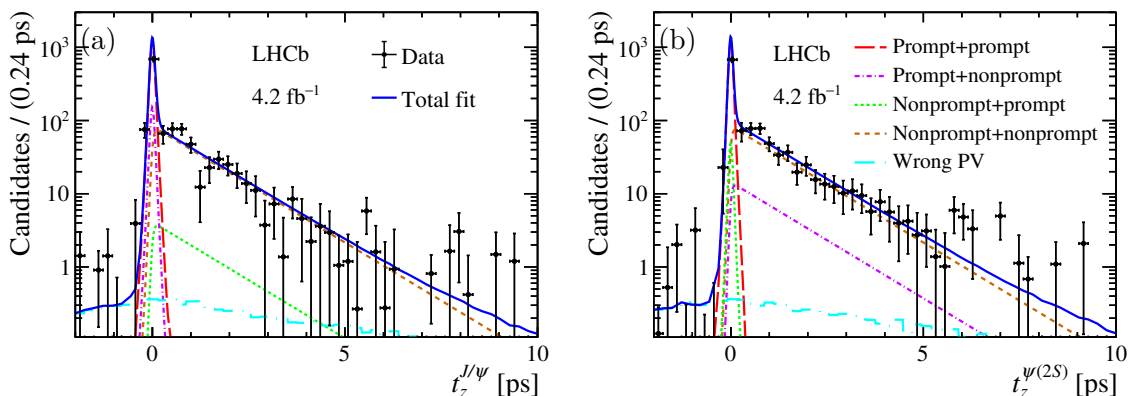 Candidates / (0.24 ps)
10³
10²
10
1
(a)
LHCb
4.2 fb⁻¹
Data
Total fit
0
5
10
t_z^{J/ψ} [ps]
Candidates / (0.24 ps)
10³
10²
10
1
(b)
LHCb
4.2 fb⁻¹
Prompt+prompt
Prompt+nonprompt
Nonprompt+prompt
Nonprompt+nonprompt
Wrong PV
0
5
10
t_z^{ψ(2S)} [ps]